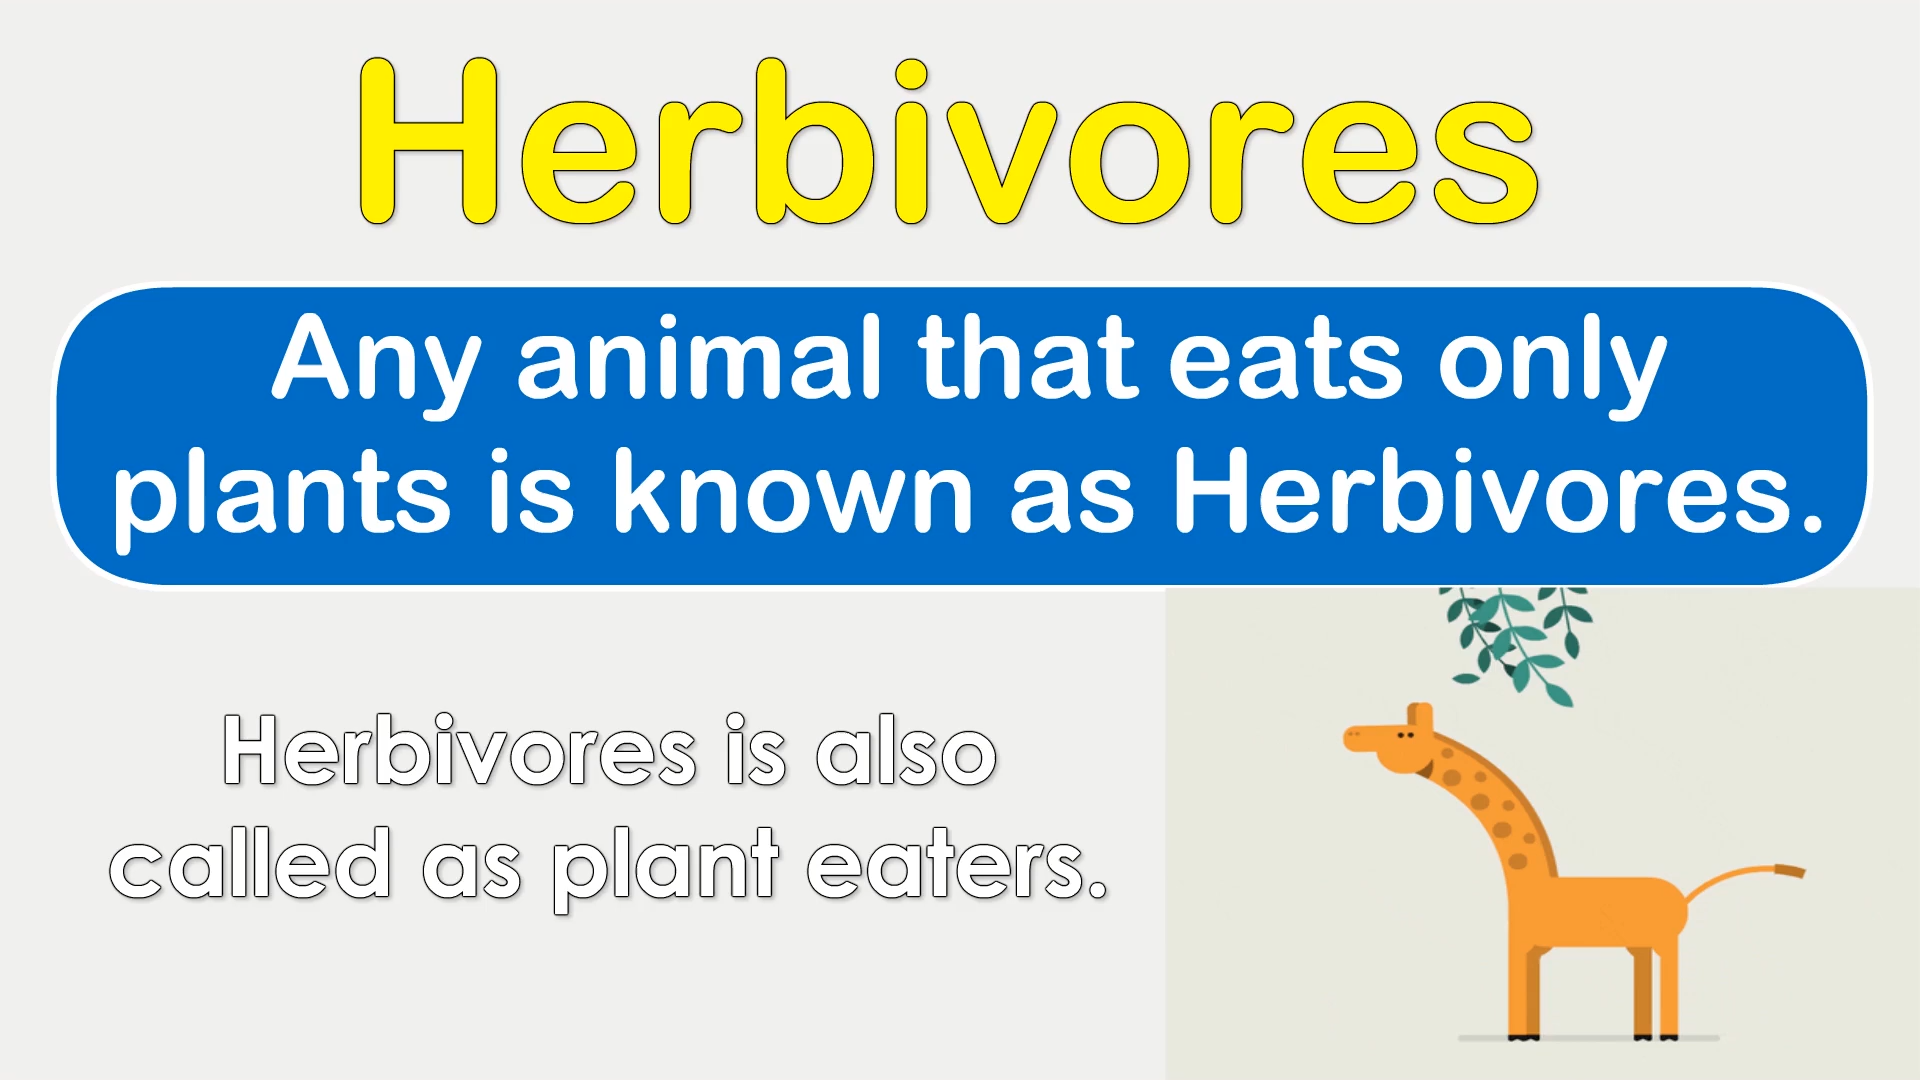 Herbivores
Any animal that eats only
plants is known as Herbivores.
Herbivores is also
called as plant eaters.